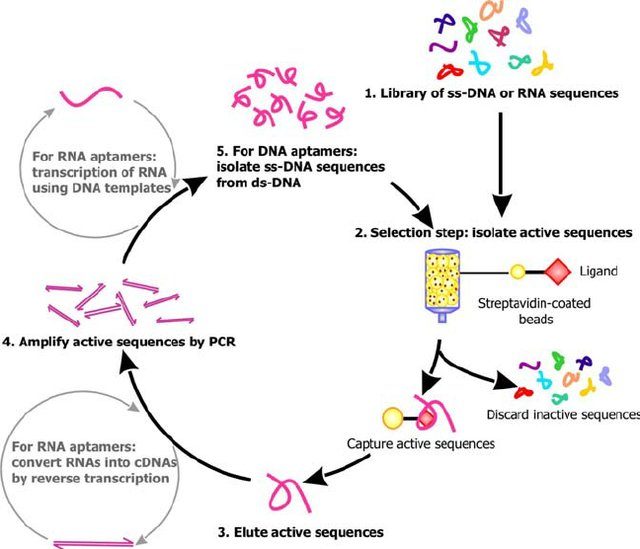 1. Library of ss-DNA or RNA sequences
2. Selection step: isolate active sequences
Ligand
Streptavidin-coated
beads
Discard inactive sequences
Capture active sequences
3. Elute active sequences
For RNA aptamers:
convert RNAs into cDNAs
by reverse transcription
4. Amplify active sequences by PCR
For RNA aptamers:
transcription of RNA
using DNA templates
5. For DNA aptamers:
isolate ss-DNA sequences
from ds-DNA